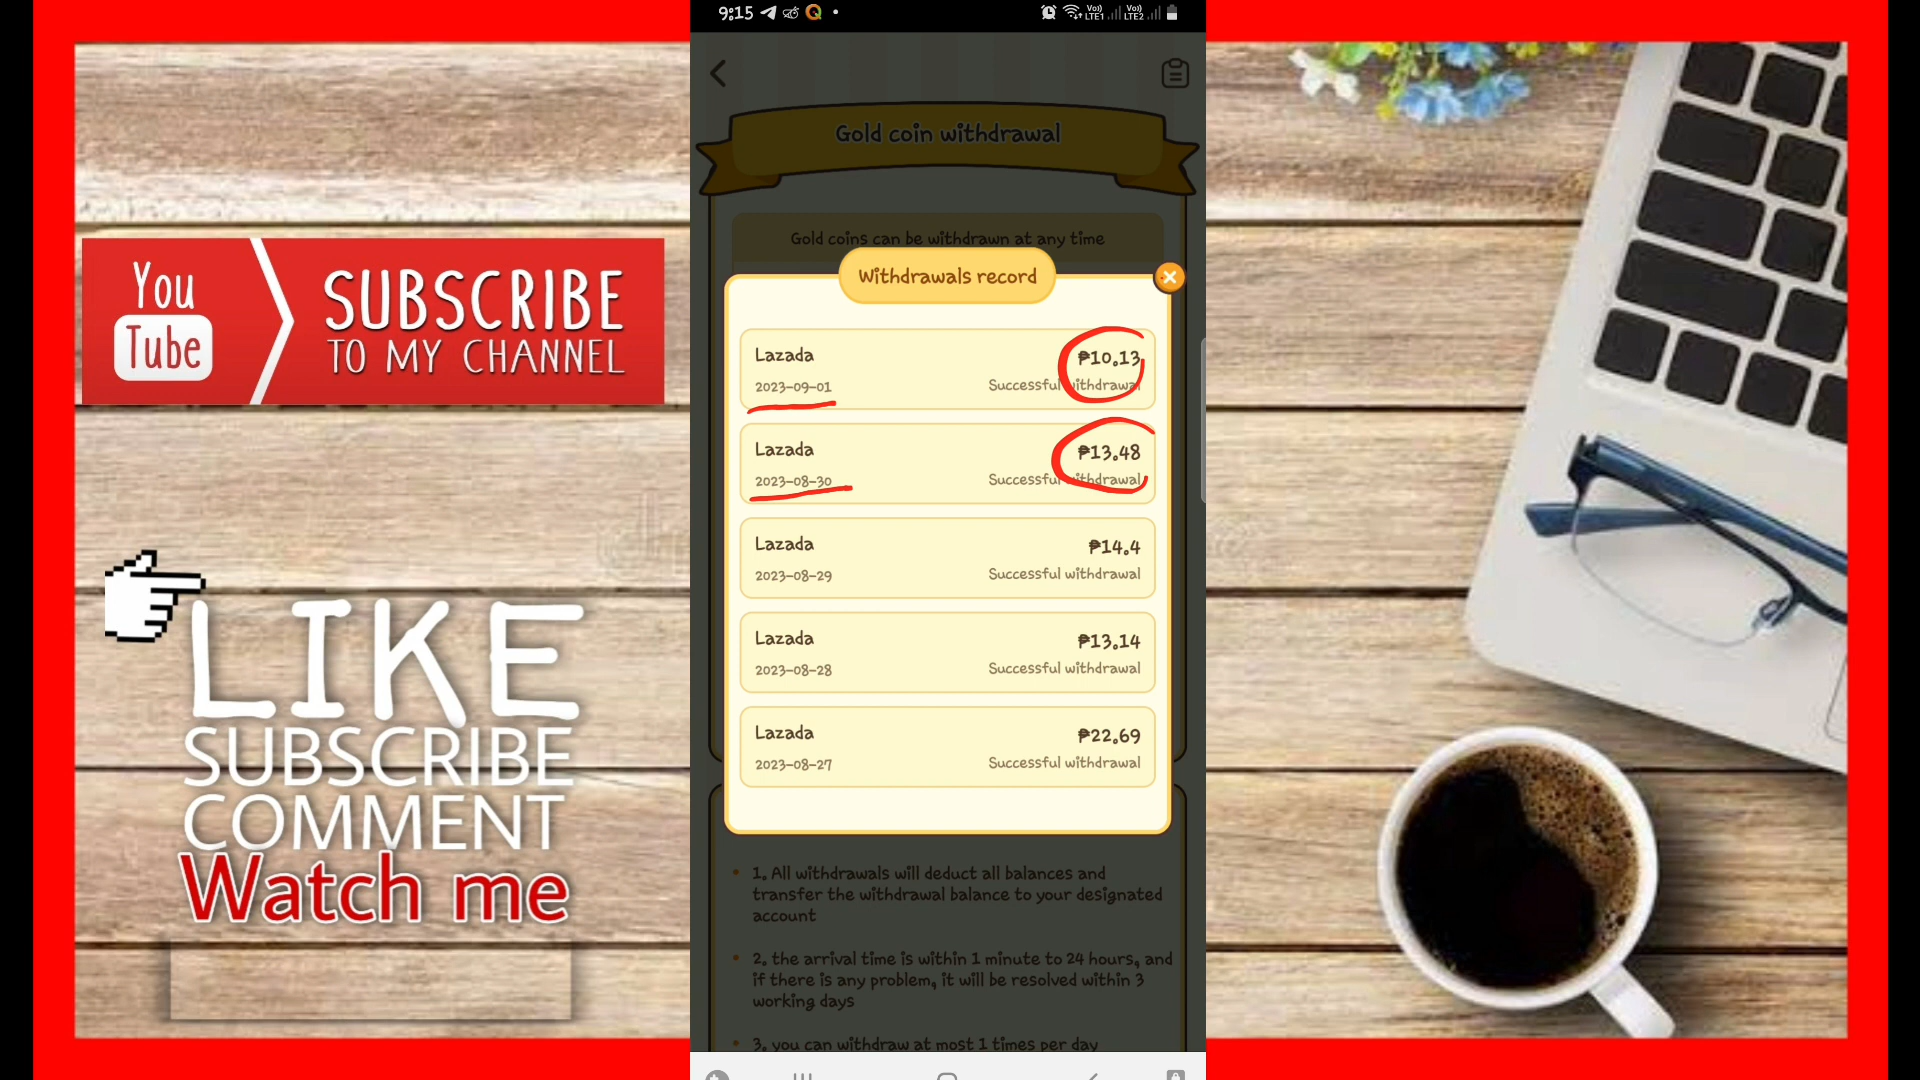 9:15
Vo)) LTE1
Vo)) LTE2
Gold coin withdrawal
Gold coins can be withdrawn at any time
Withdrawals record
Lazada
₱10.13
2023-09-01
Successful withdrawal
Lazada
₱13.48
2023-08-30
Successful withdrawal
Lazada
₱14.4
2023-08-29
Successful withdrawal
Lazada
₱13.14
2023-08-28
Successful withdrawal
Lazada
₱22.69
2023-08-27
Successful withdrawal
1. All withdrawals will deduct all balances and
transfer the withdrawal balance to your designated
account
2. the arrival time is within 1 minute to 24 hours, and
if there is any problem, it will be resolved within 3
working days
3. you can withdraw at most 1 times per day
You
Tube
SUBSCRIBE
TO MY CHANNEL
LIKE
SUBSCRIBE
COMMENT
Watch me